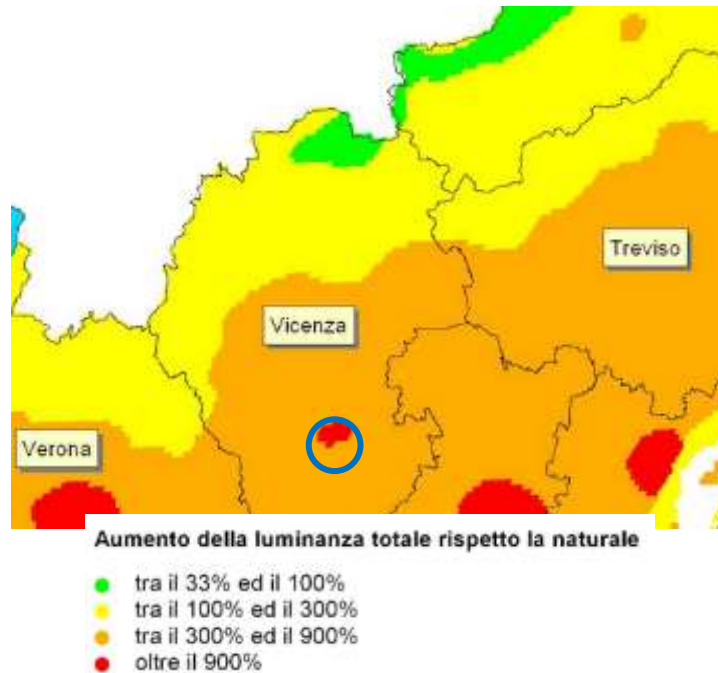 Treviso
Vicenza
Verona
Aumento della luminanza totale rispetto la naturale
tra il 33% ed il 100%
tra il 100% ed il 300%
tra il 300% ed il 900%
oltre il 900%